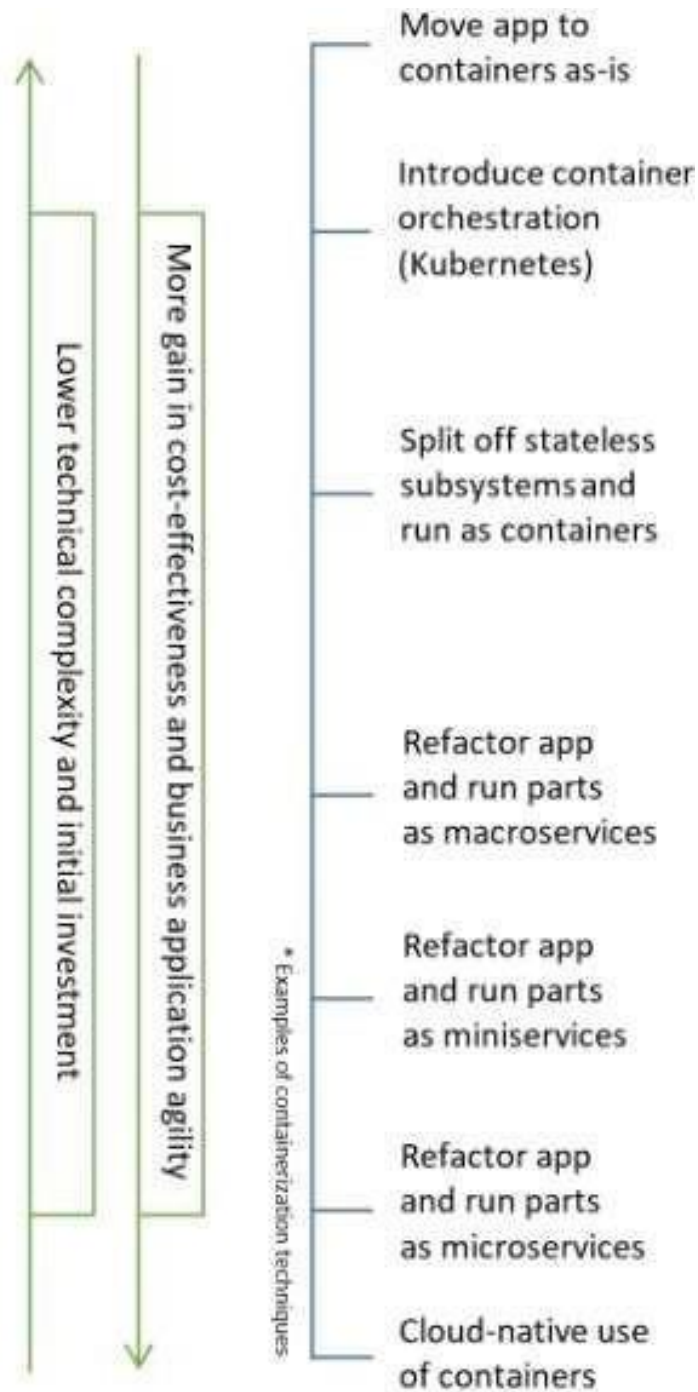 Move app to
containers as-is
Introduce container
orchestration
(Kubernetes)
Split off stateless
subsystems and
run as containers
Refactor app
and run parts
as macroservices
Refactor app
and run parts
as miniservices
Refactor app
and run parts
as microservices
Cloud-native use
of containers
Lower technical complexity and initial investment
More gain in cost-effectiveness and business application agility
* Examples of containerization techniques